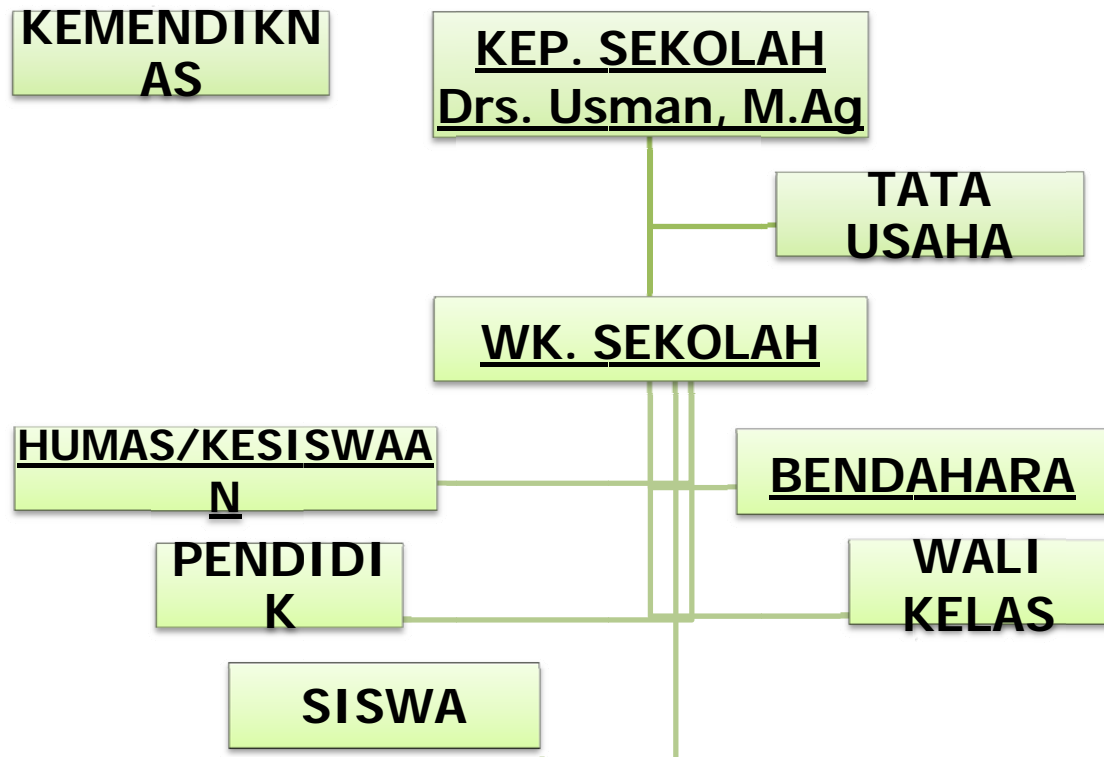 KEMENDIKN
AS
KEP. SEKOLAH
Drs. Usman, M.Ag
TATA
USAHA
WK. SEKOLAH
HUMAS/KESISWAA
N
BENDAHARA
PENDIDI
K
WALI
KELAS
SISWA